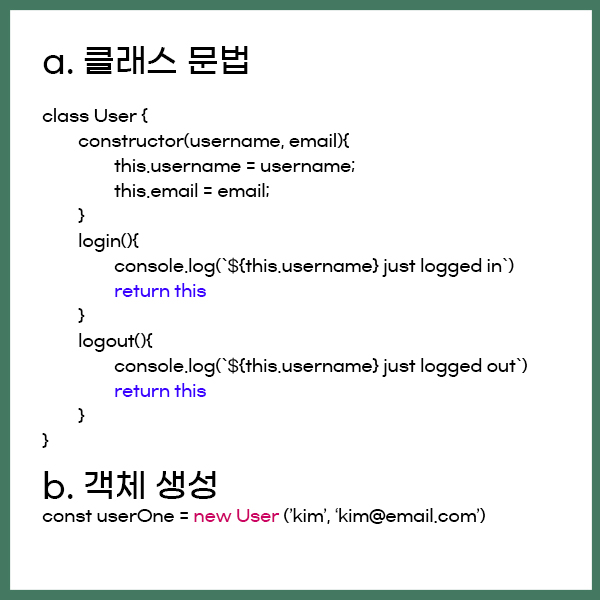 a. 클래스 문법
class User {
constructor(username, email){
this.username = username;
this.email = email;
}
login(){
console.log(`${this.username} just logged in`)
return this
}
logout(){
console.log(`${this.username} just logged out`)
return this
}
}
b. 객체 생성
const userOne = new User (’kim’, ‘kim@email.com’)